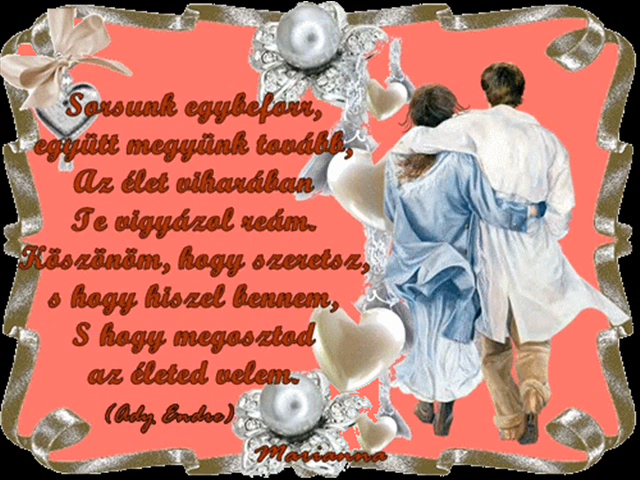 Sorsunk egybeforr,
együtt megyünk tovább,
Az élet viharában
Te vigyázol reám.
Köszönöm, hogy szeretsz,
s hogy hiszel bennem,
S hogy megosztod
az életed velem.
(Ady Endre)
Marianna